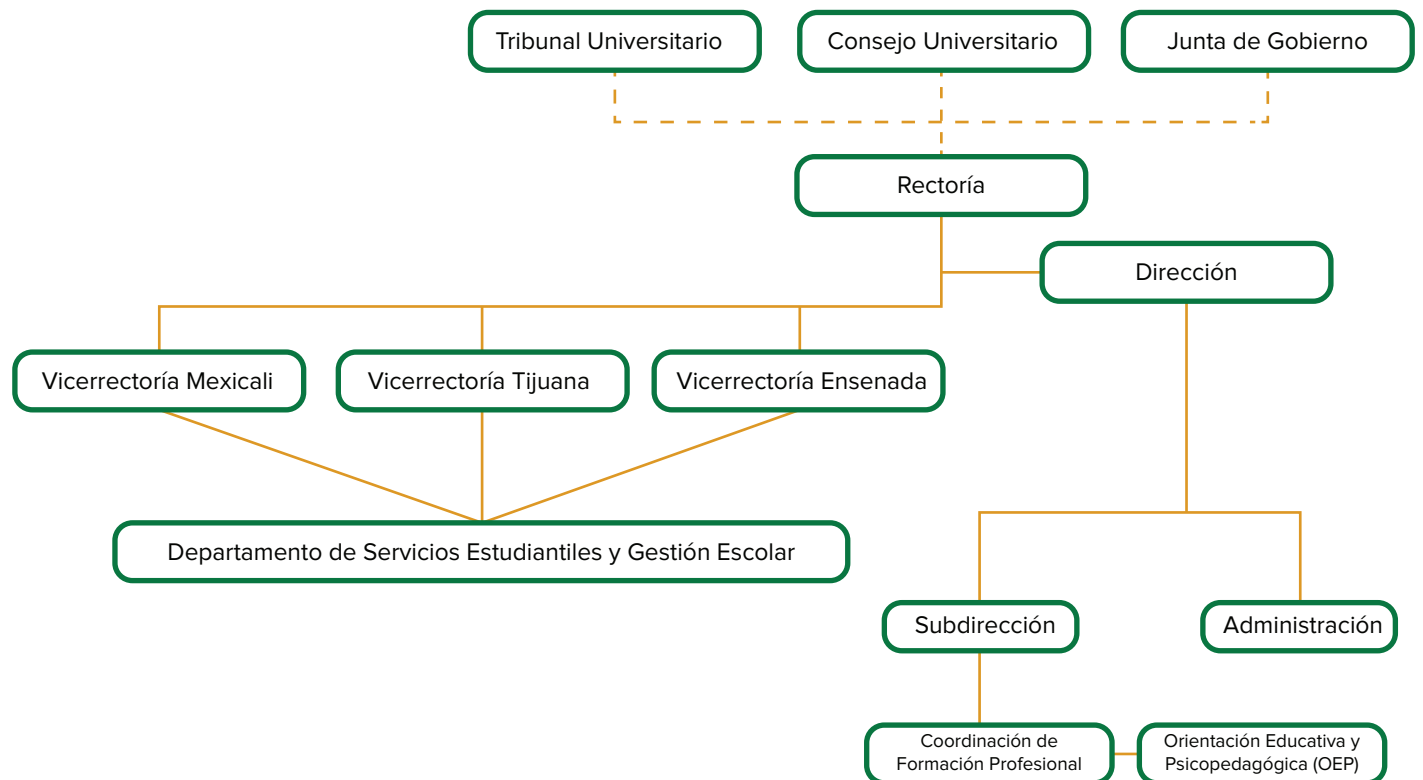 Tribunal Universitario
Consejo Universitario
Junta de Gobierno
Rectoría
Dirección
Vicerrectoría Mexicali
Vicerrectoría Tijuana
Vicerrectoría Ensenada
Departamento de Servicios Estudiantiles y Gestión Escolar
Subdirección
Administración
Coordinación de
Formación Profesional
Orientación Educativa y
Psicopedagógica (OEP)